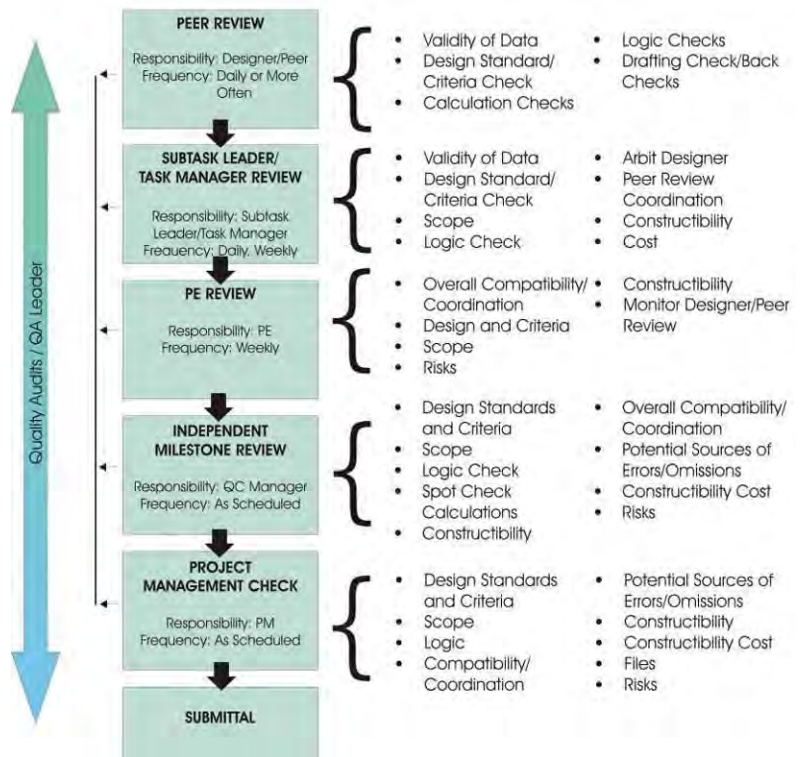 Quality Audits / QA Leader
PEER REVIEW
Responsibility: Designer/Peer
Frequency: Daily or More
Often
• Validity of Data
• Design Standard/
Criteria Check
• Calculation Checks
• Logic Checks
• Drafting Check/Back
Checks
SUBTASK LEADER/
TASK MANAGER REVIEW
Responsibility: Subtask
Leader/Task Manager
Freauency: Daily, Weekly
• Validity of Data
• Design Standard/
Criteria Check
• Scope
• Logic Check
• Arbit Designer
• Peer Review
Coordination
• Constructibility
• Cost
PE REVIEW
Responsibility: PE
Frequency: Weekly
• Overall Compatibility/
Coordination
• Design and Criteria
• Scope
• Risks
• Constructibility
• Monitor Designer/Peer
Review
INDEPENDENT
MILESTONE REVIEW
Responsibility: QC Manager
Frequency: As Scheduled
• Design Standards
and Criteria
• Scope
• Logic Check
• Spot Check
Calculations
• Constructibility
• Overall Compatibility/
Coordination
• Potential Sources of
Errors/Omissions
• Constructibility Cost
• Risks
PROJECT
MANAGEMENT CHECK
Responsibility: PM
Frequency: As Scheduled
• Design Standards
and Criteria
• Scope
• Logic
• Compatibility/
Coordination
• Potential Sources of
Errors/Omissions
• Constructibility
• Constructibility Cost
• Files
• Risks
SUBMITTAL